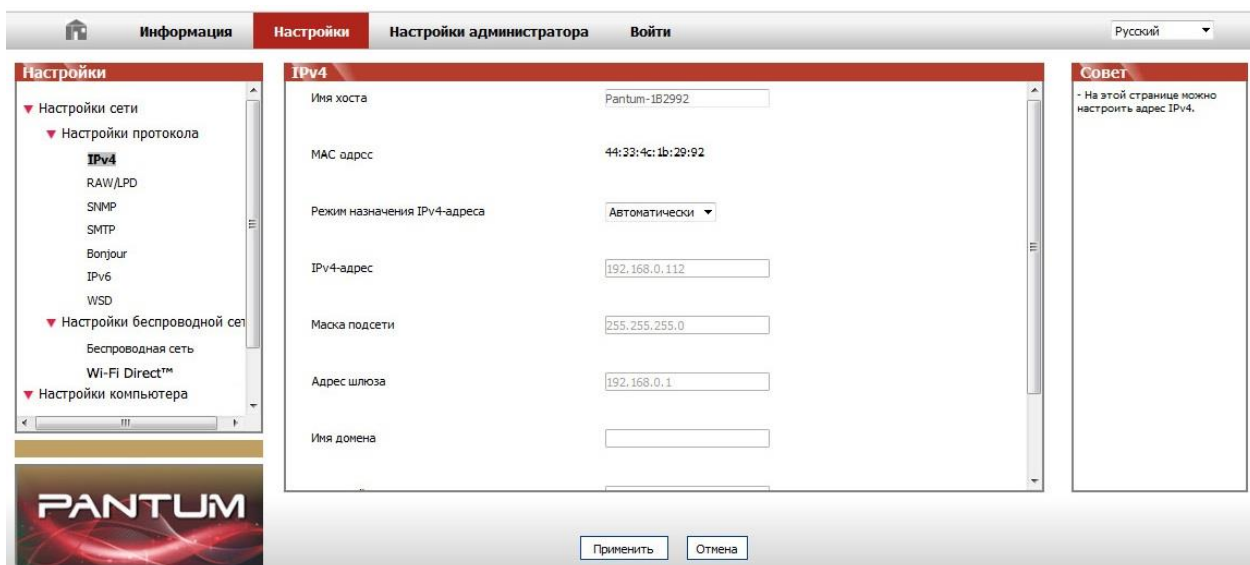 Информация
Настройки
Настройки администратора
Войти
Русский
Настройки
Настройки сети
Настройки протокола
IPv4
RAW/LPD
SNMP
SMTP
Bonjour
IPv6
WSD
Настройки беспроводной сет
Беспроводная сеть
Wi-Fi Direct™
Настройки компьютера
PANTUM
IPv4
Имя хоста
Pantum-1B2992
MAC адрес
44:33:4c:1b:29:92
Режим назначения IPv4-адреса
Автоматически
IPv4-адрес
192.168.0.112
Маска подсети
255.255.255.0
Адрес шлюза
192.168.0.1
Имя домена
Применить
Отмена
Совет
- На этой странице можно
настроить адрес IPv4.